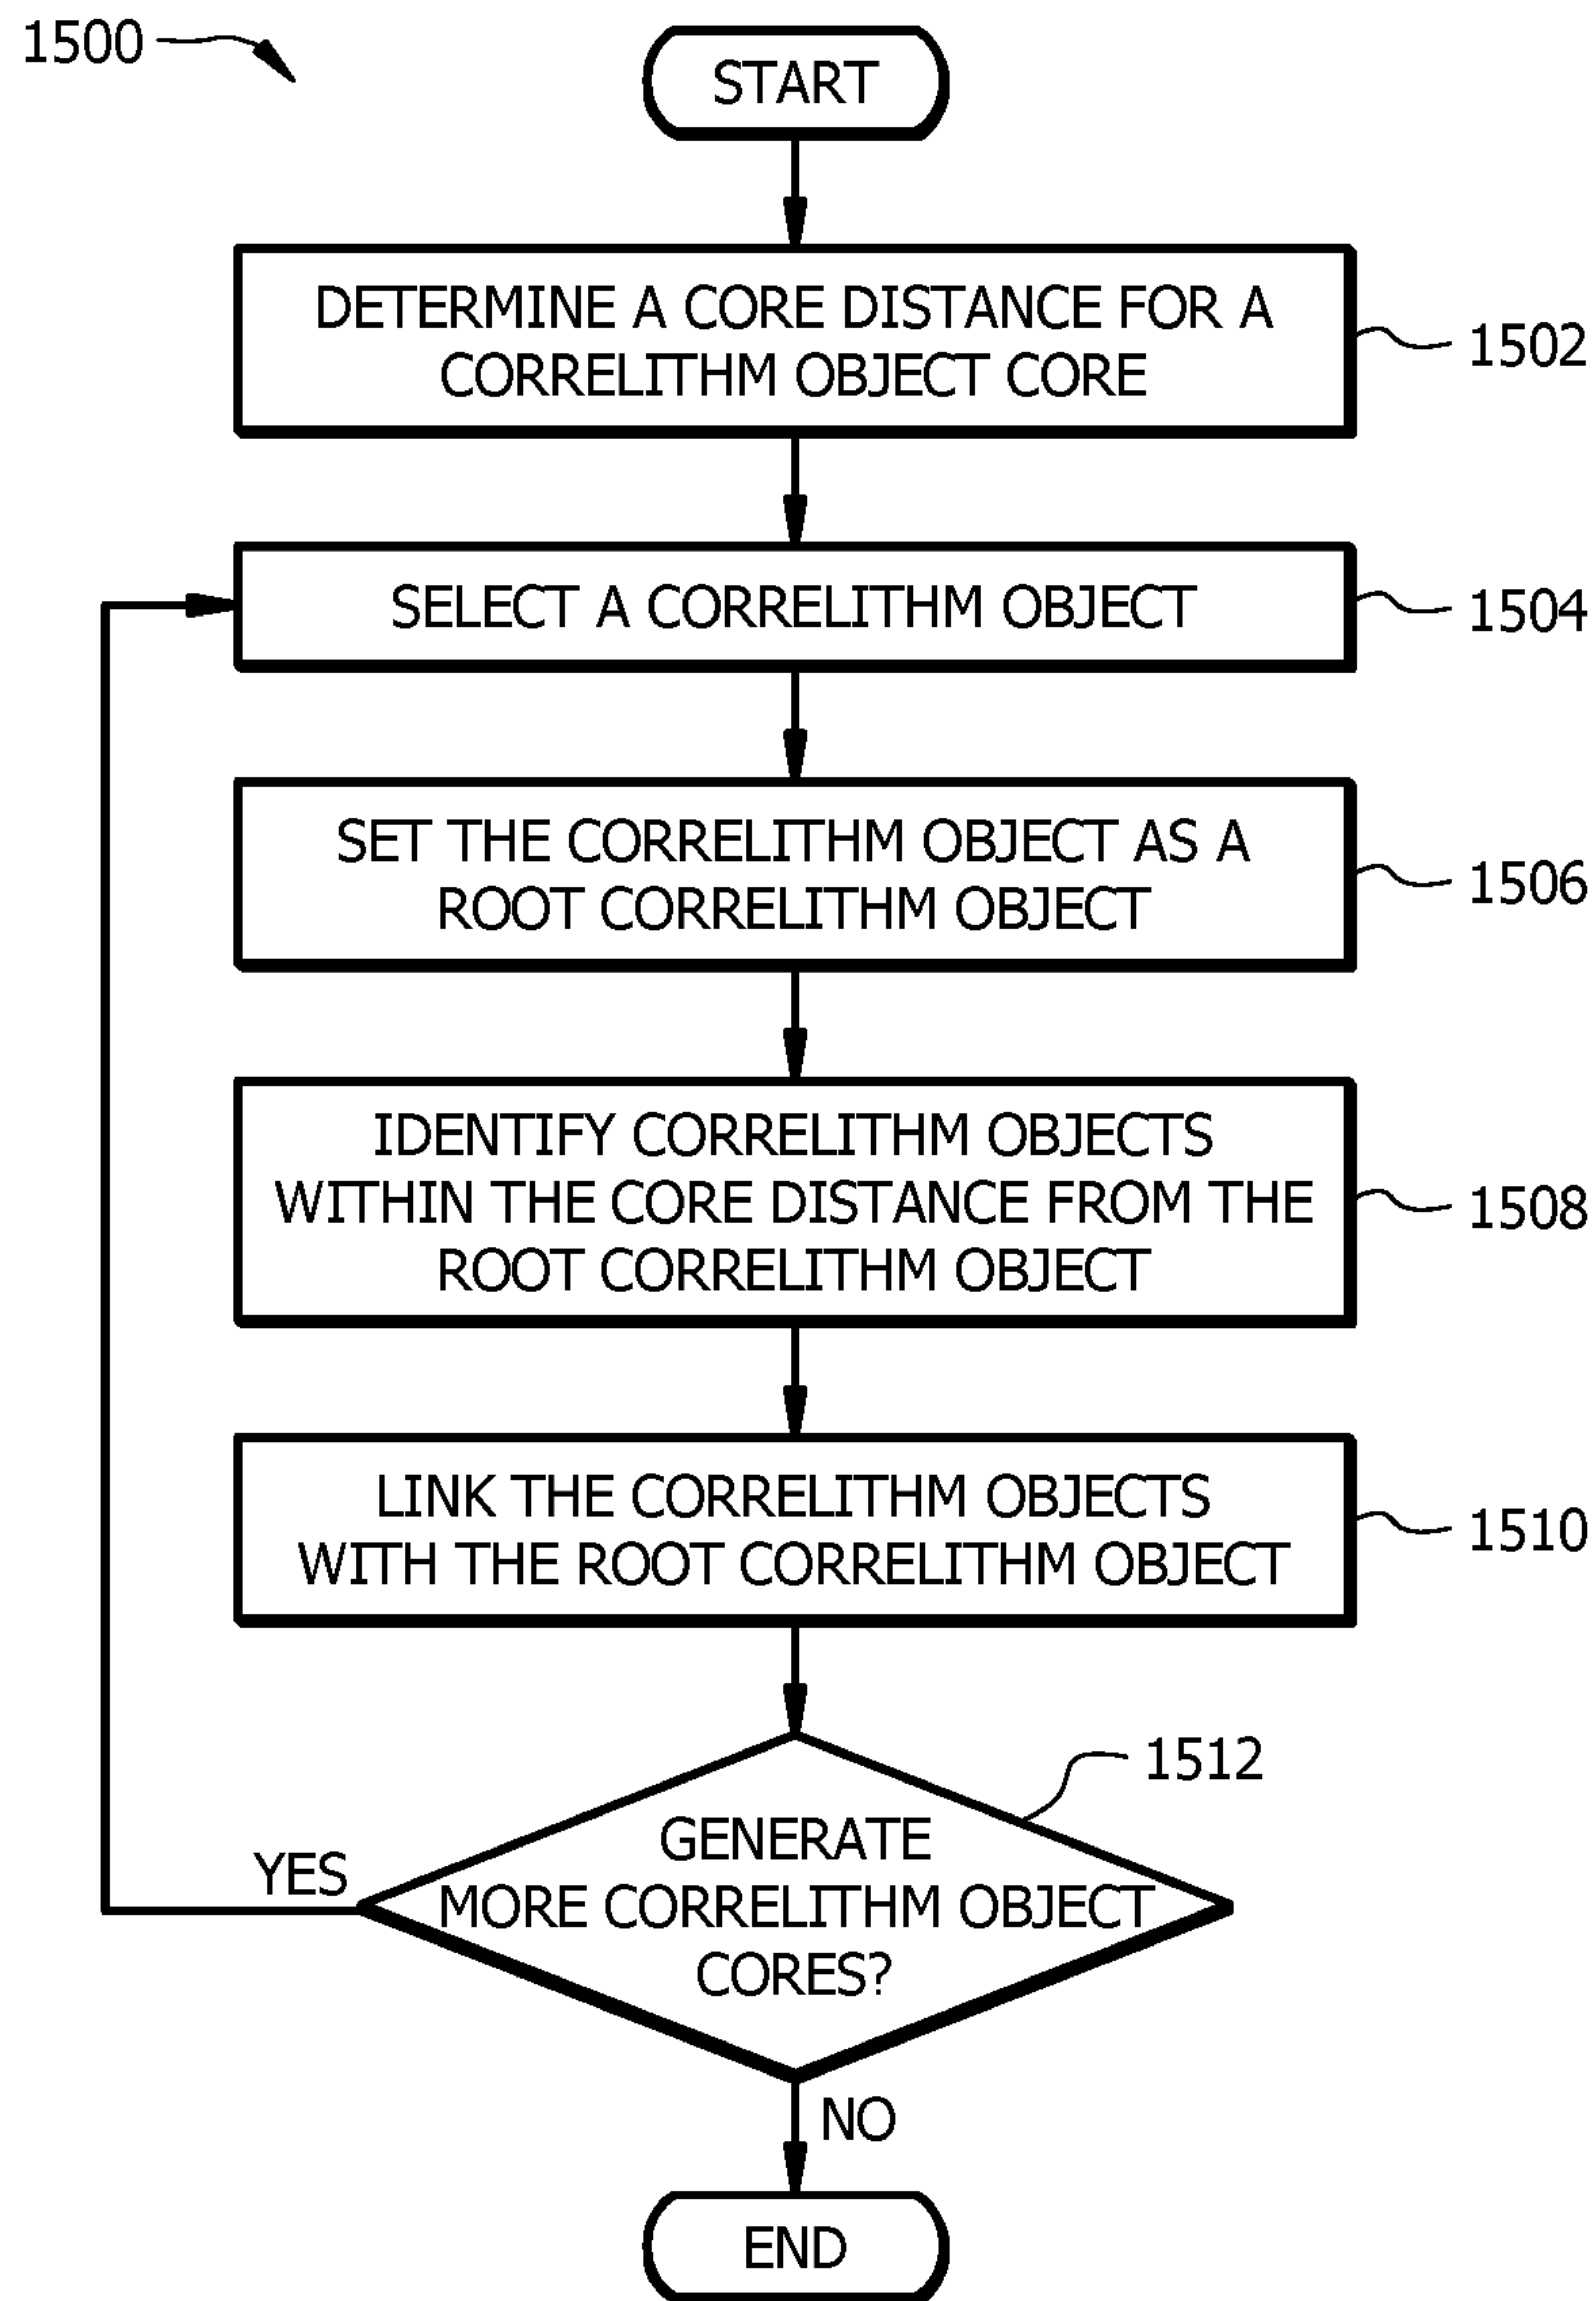 1500
START
DETERMINE A CORE DISTANCE FOR A
CORRELITHM OBJECT CORE
1502
SELECT A CORRELITHM OBJECT
1504
SET THE CORRELITHM OBJECT AS A
ROOT CORRELITHM OBJECT
1506
IDENTIFY CORRELITHM OBJECTS
WITHIN THE CORE DISTANCE FROM THE
ROOT CORRELITHM OBJECT
1508
LINK THE CORRELITHM OBJECTS
WITH THE ROOT CORRELITHM OBJECT
1510
1512
GENERATE
MORE CORRELITHM OBJECT
CORES?
YES
NO
END